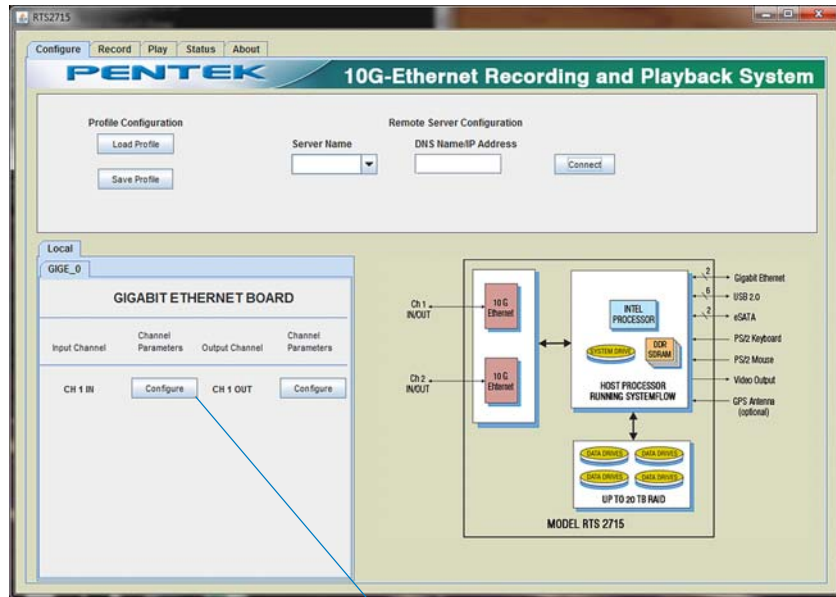 RTS2715
Configure Record Play Status About
PENTEK 10G-Ethernet Recording and Playback System
Profile Configuration
Load Profile
Save Profile
Remote Server Configuration
Server Name DNS Name/IP Address
Connect
Local
GIGE_0
GIGABIT ETHERNET BOARD
Input Channel Channel Parameters Output Channel Channel Parameters
CH 1 IN Configure CH 1 OUT Configure
Ch 1
IN/OUT
10 G
Ethernet
Ch 2
IN/OUT
10 G
Ethernet
INTEL
PROCESSOR
SYSTEM DRIVE
DDR
SDRAM
HOST PROCESSOR
RUNNING SYSTEMFLOW
2 Gigabit Ethernet
6 USB 2.0
2 eSATA
PS/2 Keyboard
PS/2 Mouse
Video Output
GPS Antenna
(optional)
DATA DRIVES DATA DRIVES
DATA DRIVES DATA DRIVES
UP TO 20 TB RAID
MODEL RTS 2715